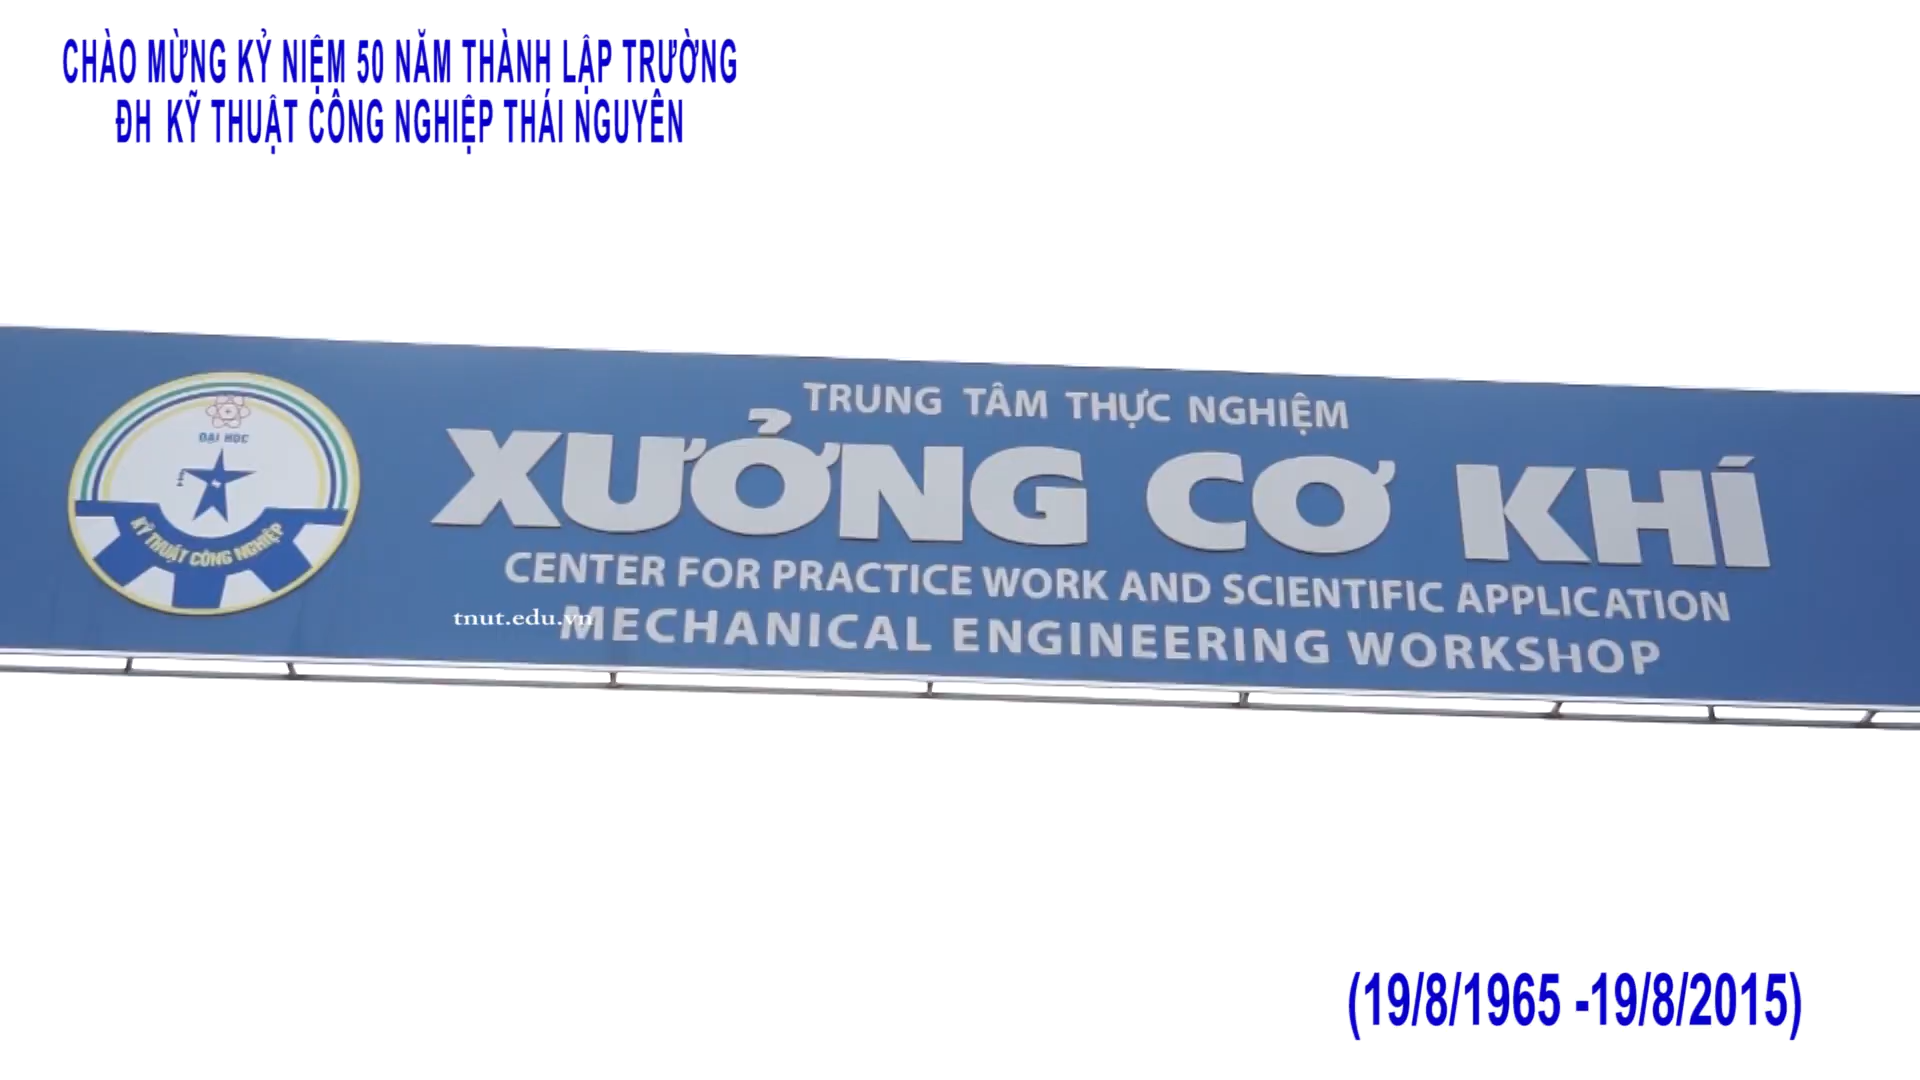 CHÀO MỪNG KỶ NIỆM 50 NĂM THÀNH LẬP TRƯỜNG
ĐH KỸ THUẬT CÔNG NGHIỆP THÁI NGUYÊN
ĐẠI HỌC
KỸ THUẬT CÔNG NGHIỆP
TRUNG TÂM THỰC NGHIỆM
XƯỞNG CƠ KHÍ
CENTER FOR PRACTICE WORK AND SCIENTIFIC APPLICATION
tnut.edu.vn
MECHANICAL ENGINEERING WORKSHOP
(19/8/1965 -19/8/2015)